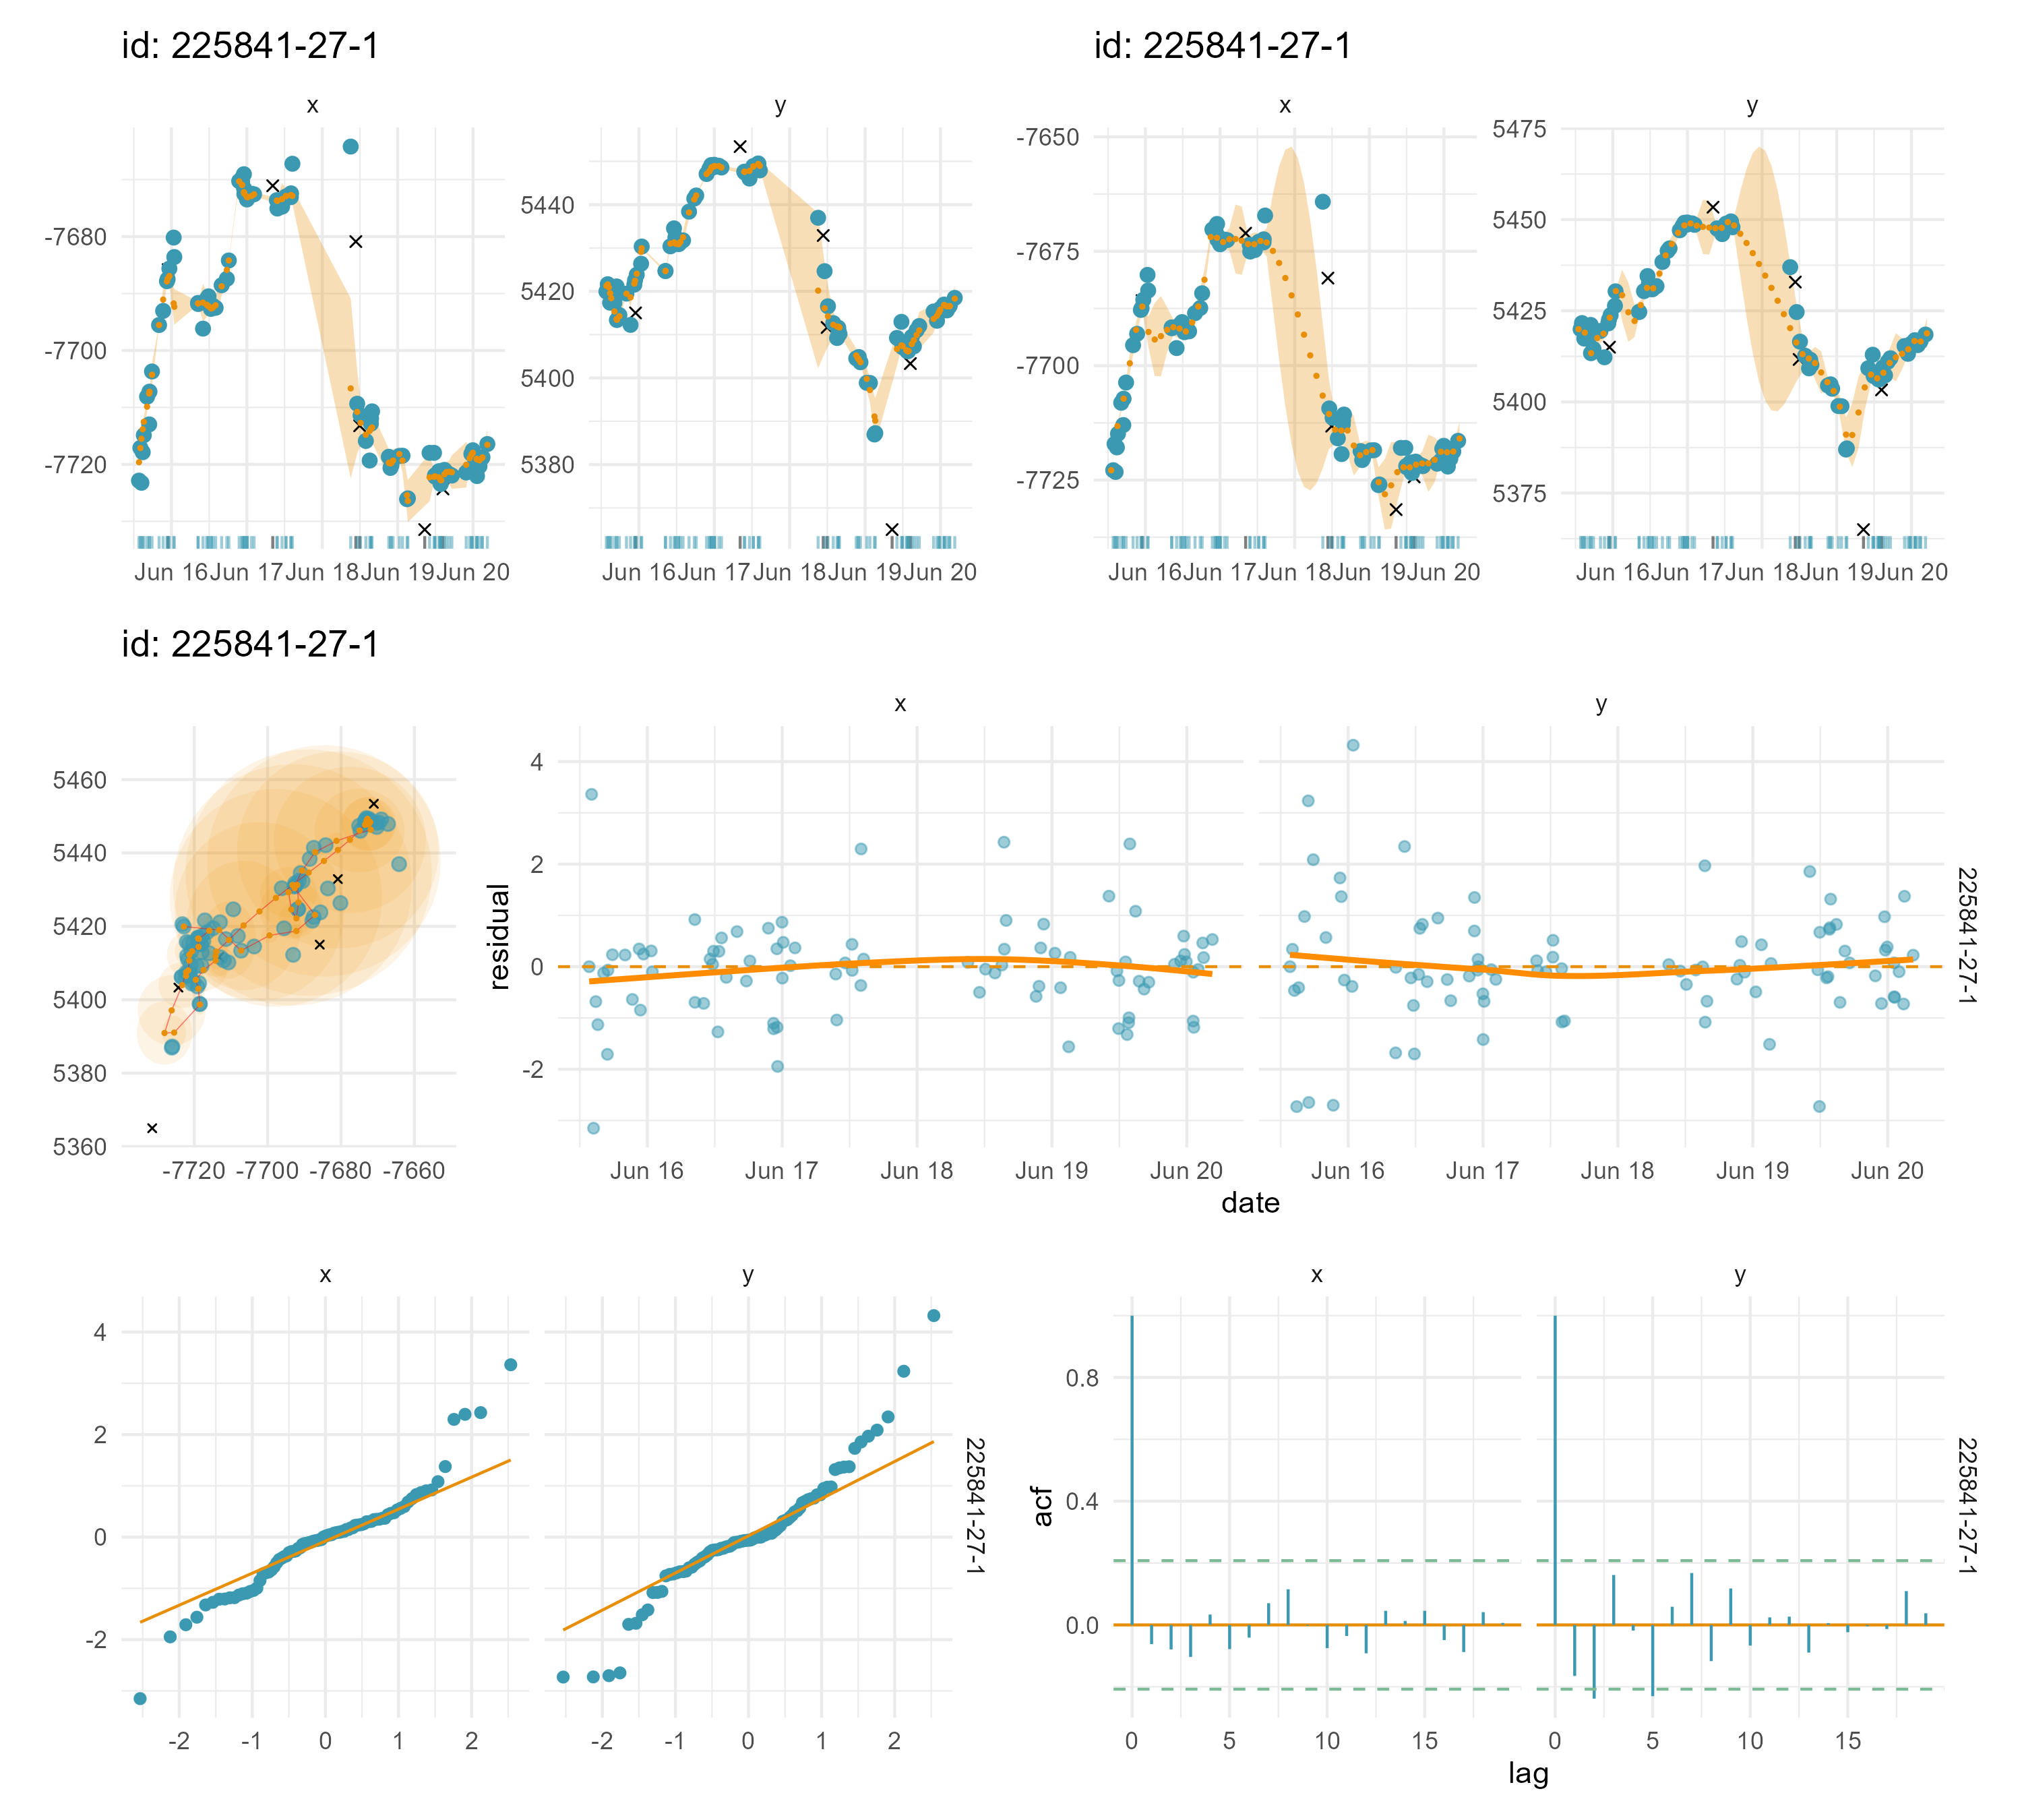 id: 225841-27-1
id: 225841-27-1
x
y
x
y
-7680
-7700
-7720
5440
5420
5400
5380
-7650
-7675
-7700
-7725
5475
5450
5425
5400
5375
Jun 16Jun 17Jun 18Jun 19Jun 20
Jun 16Jun 17Jun 18Jun 19Jun 20
Jun 16Jun 17Jun 18Jun 19Jun 20
Jun 16Jun 17Jun 18Jun 19Jun 20
id: 225841-27-1
x
y
5460
5440
5420
5400
5380
5360
-7720 -7700 -7680 -7660
residual
4
2
0
-2
Jun 16 Jun 17 Jun 18 Jun 19 Jun 20
Jun 16 Jun 17 Jun 18 Jun 19 Jun 20
date
225841-27-1
x
y
4
2
0
-2
-2 -1 0 1 2
-2 -1 0 1 2
225841-27-1
x
y
acf
0.8
0.4
0.0
0 5 10 15
0 5 10 15
lag
225841-27-1